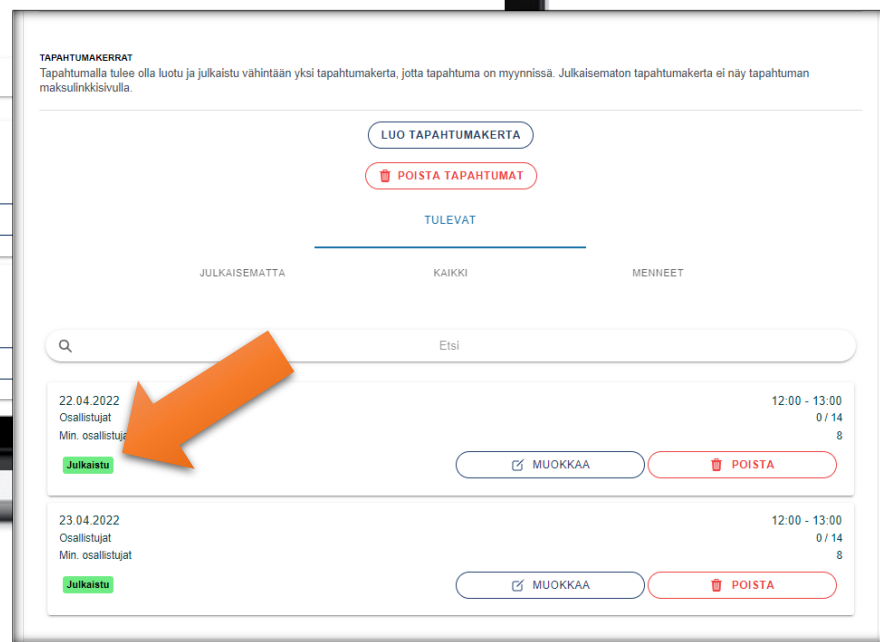 TAPAHTUMAKERRAT
Tapahtumalla tulee olla luotu ja julkaistu vähintään yksi tapahtumakerta, jotta tapahtuma on myynnissä. Julkaisematon tapahtumakerta ei näy tapahtuman
maksulinkkisivulla.
LUO TAPAHTUMAKERTA
POISTA TAPAHTUMAT
TULEVAT
JULKAISEMATTA KAIKKI MENNEET
Etsi
22.04.2022 12:00 - 13:00
Osallistujat 0 / 14
Min. osallistuja 8
Julkaistu MUOKKAA POISTA
23.04.2022 12:00 - 13:00
Osallistujat 0 / 14
Min. osallistujat 8
Julkaistu MUOKKAA POISTA